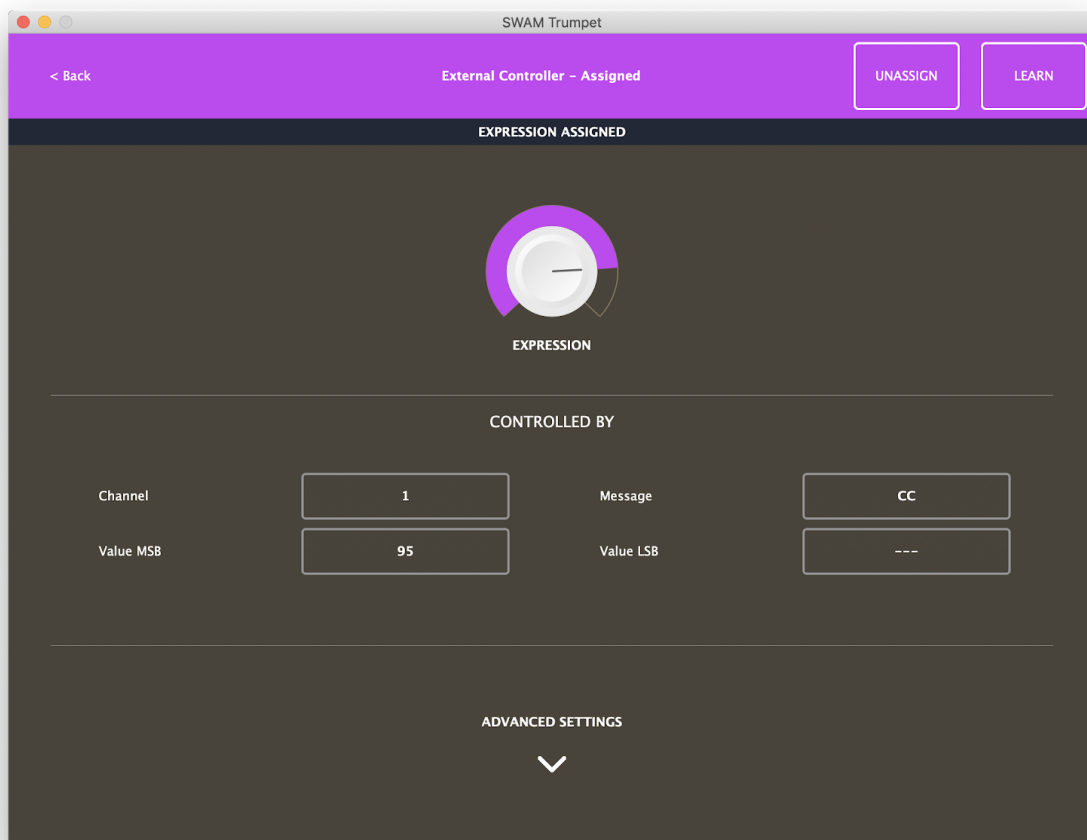 SWAM Trumpet
< Back
External Controller – Assigned
UNASSIGN
LEARN
EXPRESSION ASSIGNED
EXPRESSION
CONTROLLED BY
Channel 1 Message CC
Value MSB 95 Value LSB ---
ADVANCED SETTINGS